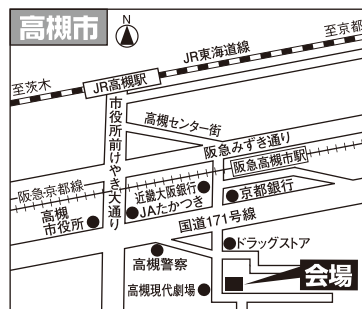 高槻市
N
至京都
JR東海道線
至茨木
JR高槻駅
市役所前けやき大通り
高槻センター街
阪急みずき通り
阪急高槻市駅
阪急京都線
近畿大阪銀行
京都銀行
JAたかつき
高槻
市役所
国道171号線
ドラッグストア
高槻警察
会場
高槻現代劇場